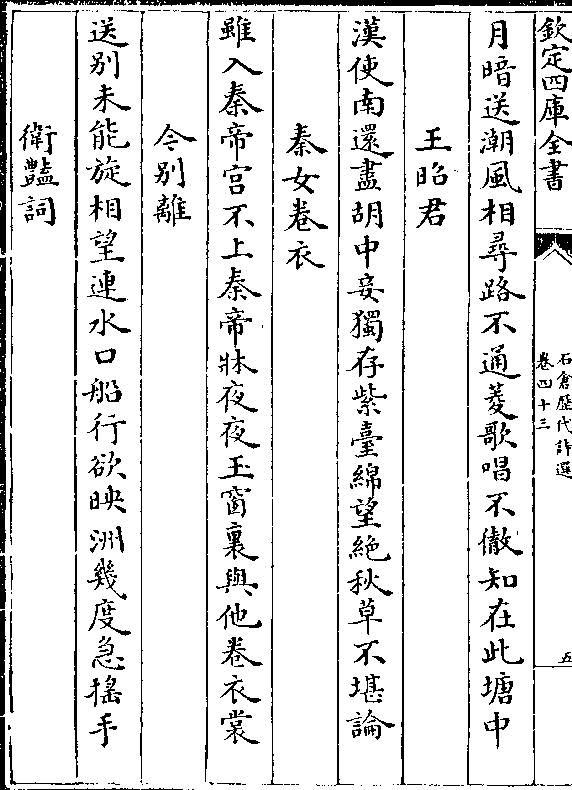 欽定四庫全書
石倉歴代詩選
卷四十三
五
月暗送潮風相尋路不通菱歌唱不徹知在此塘中
王昭君
漢使南還盡胡中妾獨存紫臺綿望絶秋草不堪論
秦女卷衣
雖入秦帝宫不上秦帝牀夜夜玉窗裏與他卷衣裳
今别離
送别未能旋相望連水口船行欲映洲幾度急摇手
衛豔詞